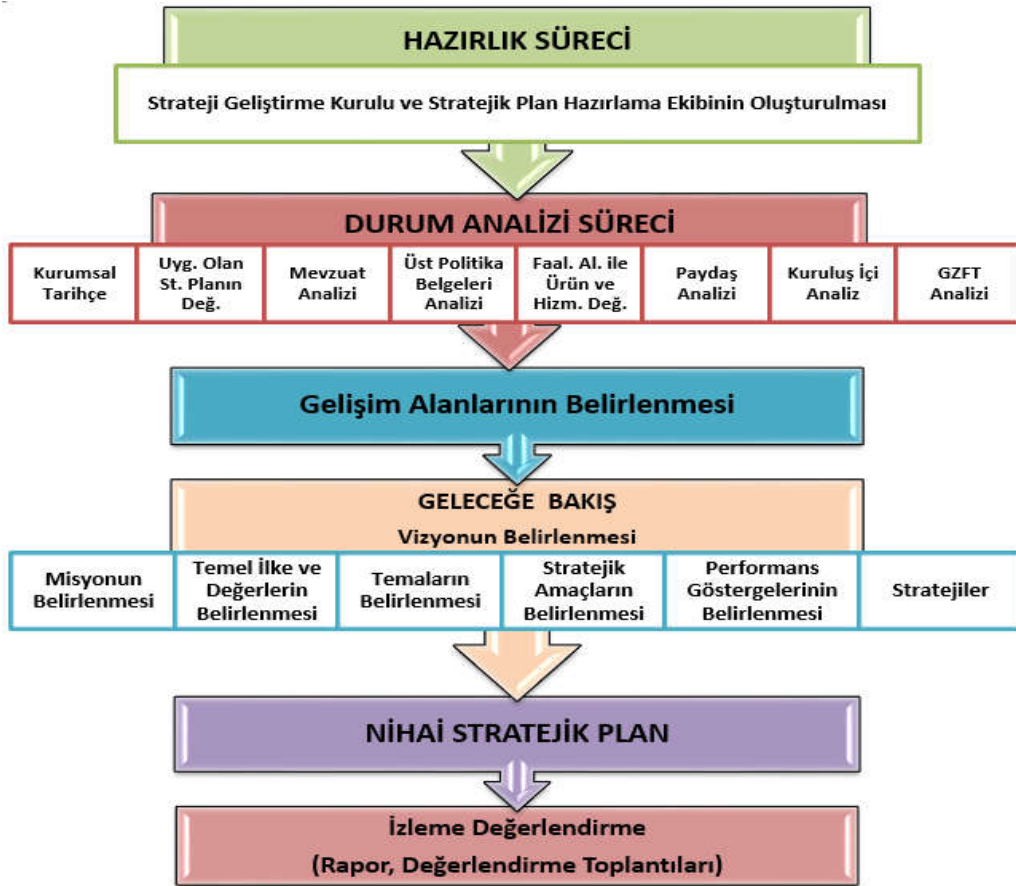 HAZIRLIK SÜRECİ
Strateji Geliştirme Kurulu ve Stratejik Plan Hazırlama Ekibinin Oluşturulması
DURUM ANALİZİ SÜRECİ
Kurumsal
Tarihçe
Uyg. Olan
St. Planın
Değ.
Mevzuat
Analizi
Üst Politika
Belgeleri
Analizi
Faal. Al. ile
Ürün ve
Hizm. Değ.
Paydaş
Analizi
Kuruluş İçi
Analiz
GZFT
Analizi
Gelişim Alanlarının Belirlenmesi
GELECEĞE BAKIŞ
Vizyonun Belirlenmesi
Misyonun
Belirlenmesi
Temel İlke ve
Değerlerin
Belirlenmesi
Temaların
Belirlenmesi
Stratejik
Amaçların
Belirlenmesi
Performans
Göstergelerinin
Belirlenmesi
Stratejiler
NİHAİ STRATEJİK PLAN
İzleme Değerlendirme
(Rapor, Değerlendirme Toplantıları)